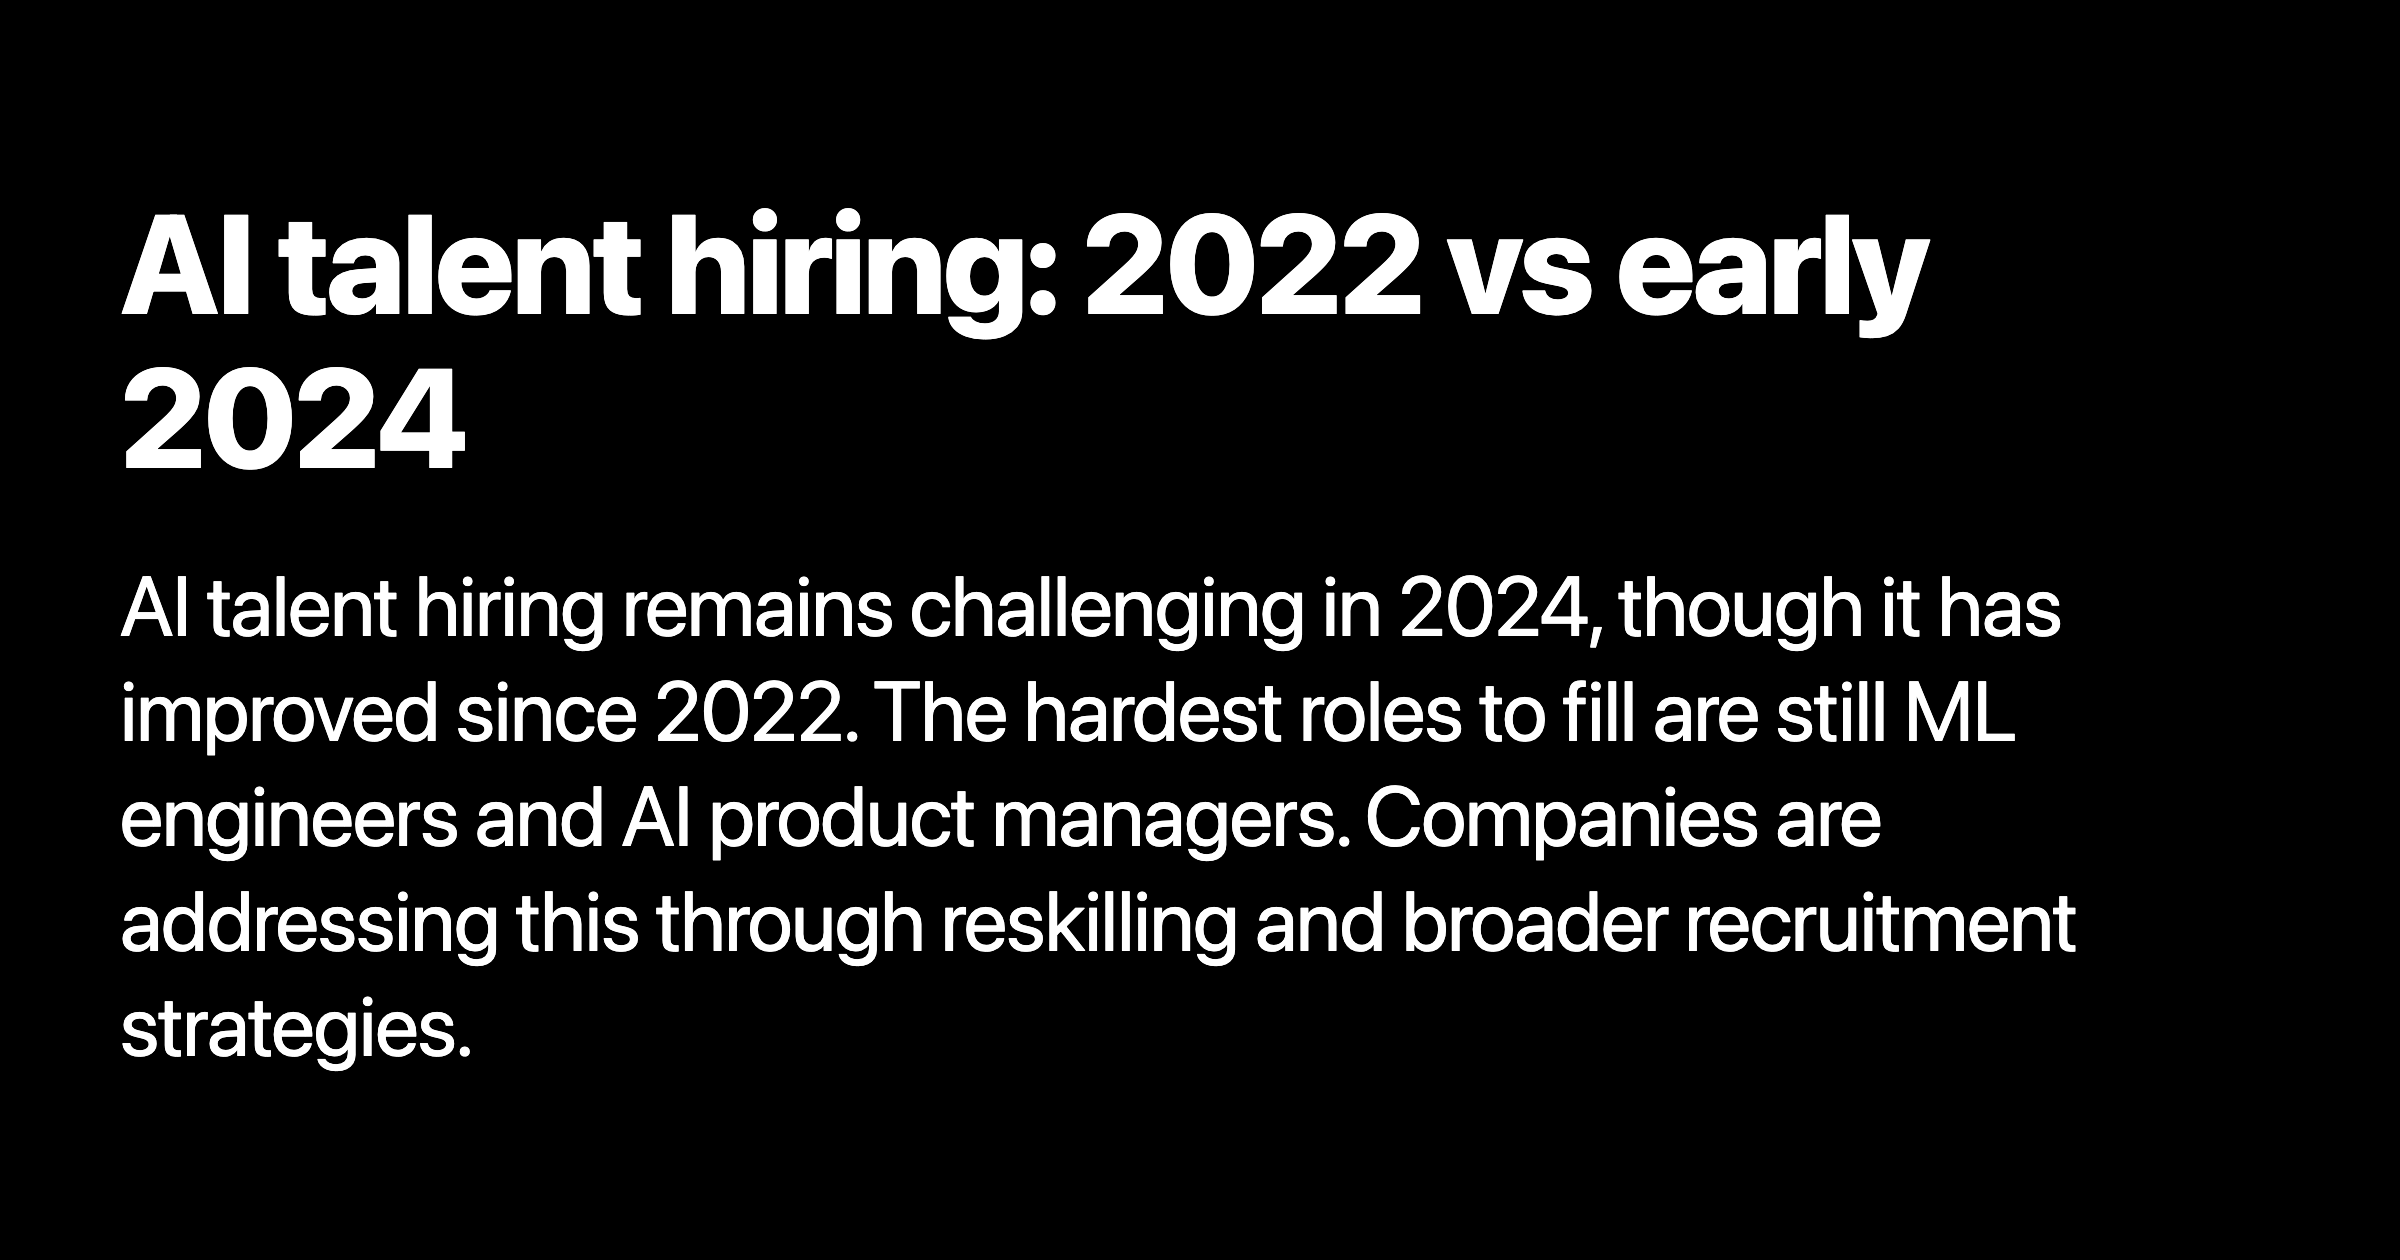 AI talent hiring: 2022 vs early
2024
AI talent hiring remains challenging in 2024, though it has
improved since 2022. The hardest roles to fill are still ML
engineers and AI product managers. Companies are
addressing this through reskilling and broader recruitment
strategies.